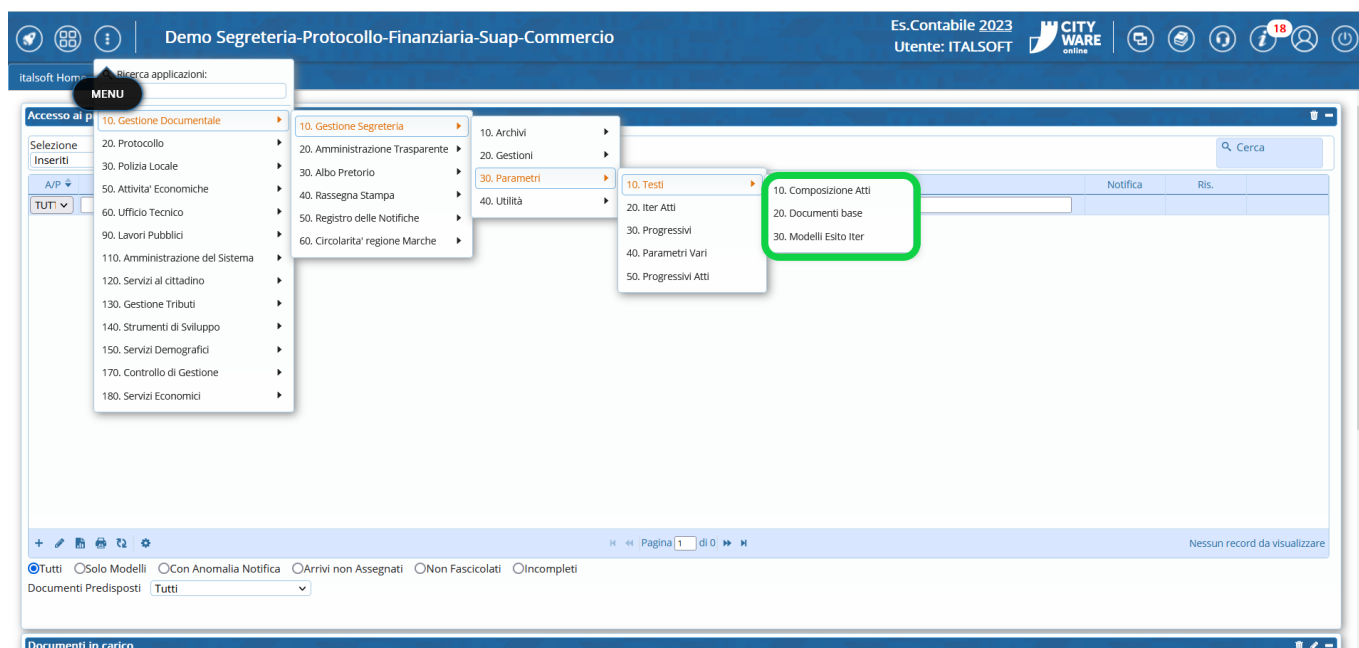 Demo Segreteria-Protocollo-Finanziaria-Suap-Commercio
Es.Contabile 2023
Utente: ITALSOFT
CITY
WARE
online
18
italsoft Home
Ricerca applicazioni:
MENU
Accesso ai p
Selezione
Inseriti
Cerca
A/P
Notifica
Ris.
TUT
10. Gestione Documentale
20. Protocollo
30. Polizia Locale
50. Attivita' Economiche
60. Ufficio Tecnico
90. Lavori Pubblici
110. Amministrazione del Sistema
120. Servizi al cittadino
130. Gestione Tributi
140. Strumenti di Sviluppo
150. Servizi Demografici
170. Controllo di Gestione
180. Servizi Economici
10. Gestione Segreteria
20. Amministrazione Trasparente
30. Albo Pretorio
40. Rassegna Stampa
50. Registro delle Notifiche
60. Circolarita' regione Marche
10. Archivi
20. Gestioni
30. Parametri
40. Utilità
10. Testi
20. Iter Atti
30. Progressivi
40. Parametri Vari
50. Progressivi Atti
10. Composizione Atti
20. Documenti base
30. Modelli Esito Iter
Pagina 1 di 0
Nessun record da visualizzare
Tutti Solo Modelli Con Anomalia Notifica Arrivi non Assegnati Non Fascicolati Incompleti
Documenti Predisposti Tutti
Documenti in carico